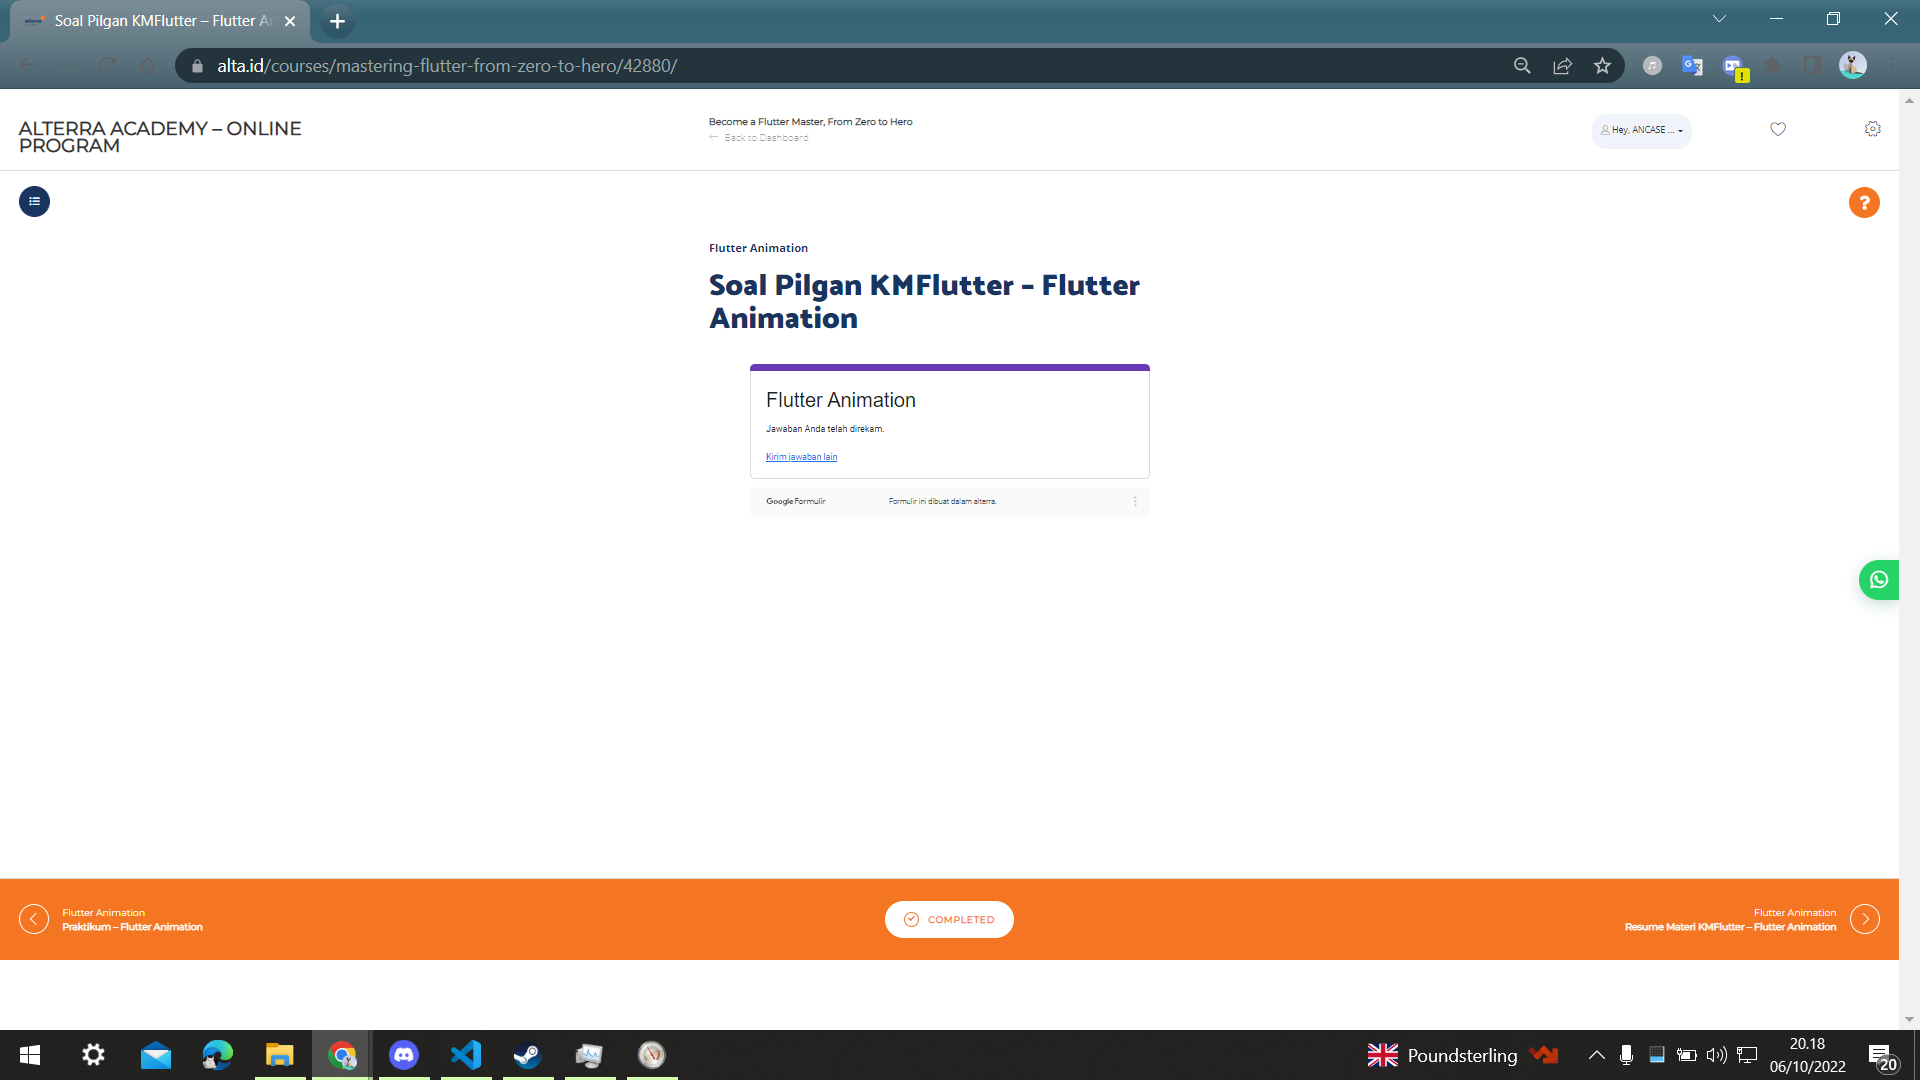 Soal Pilgan KMFlutter – Flutter Ar
alta.id/courses/mastering-flutter-from-zero-to-hero/42880/
ALTERRA ACADEMY – ONLINE
PROGRAM
Become a Flutter Master, From Zero to Hero
Back to Dashboard
Hey, ANCASE ...
Flutter Animation
Soal Pilgan KMFlutter – Flutter
Animation
Flutter Animation
Jawaban Anda telah direkam.
Kirim jawaban lain
Google Formulir
Formulir ini dibuat dalam alterra.
Flutter Animation
Praktikum – Flutter Animation
COMPLETED
Flutter Animation
Resume Materi KMFlutter – Flutter Animation
Poundsterling
20.18
06/10/2022
20